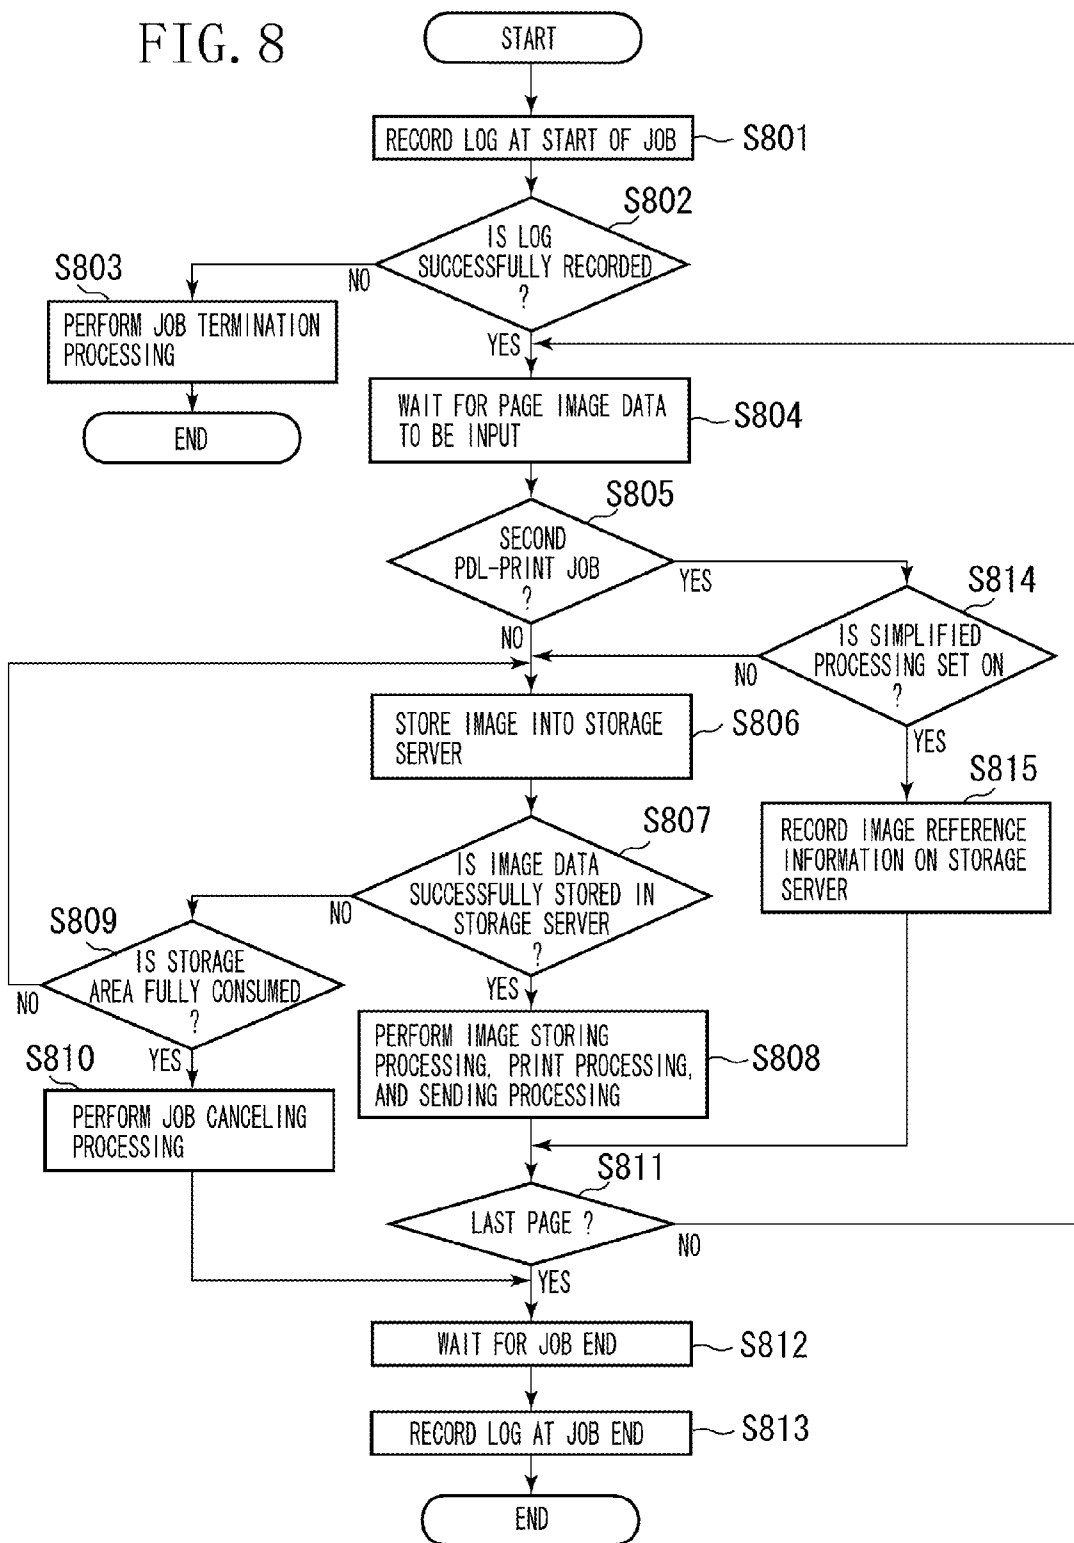 FIG. 8
START
RECORD LOG AT START OF JOB
S801
S802
IS LOG
SUCCESSFULLY RECORDED
?
NO
YES
S803
PERFORM JOB TERMINATION
PROCESSING
END
WAIT FOR PAGE IMAGE DATA
TO BE INPUT
S804
S805
SECOND
PDL-PRINT JOB
?
YES
NO
S814
IS SIMPLIFIED
PROCESSING SET ON
?
NO
YES
STORE IMAGE INTO STORAGE
SERVER
S806
S815
RECORD IMAGE REFERENCE
INFORMATION ON STORAGE
SERVER
S807
IS IMAGE DATA
SUCCESSFULLY STORED IN
STORAGE SERVER
?
NO
YES
S809
IS STORAGE
AREA FULLY CONSUMED
?
NO
YES
PERFORM IMAGE STORING
PROCESSING, PRINT PROCESSING,
AND SENDING PROCESSING
S808
S810
PERFORM JOB CANCELING
PROCESSING
S811
LAST PAGE ?
NO
YES
WAIT FOR JOB END
S812
RECORD LOG AT JOB END
S813
END